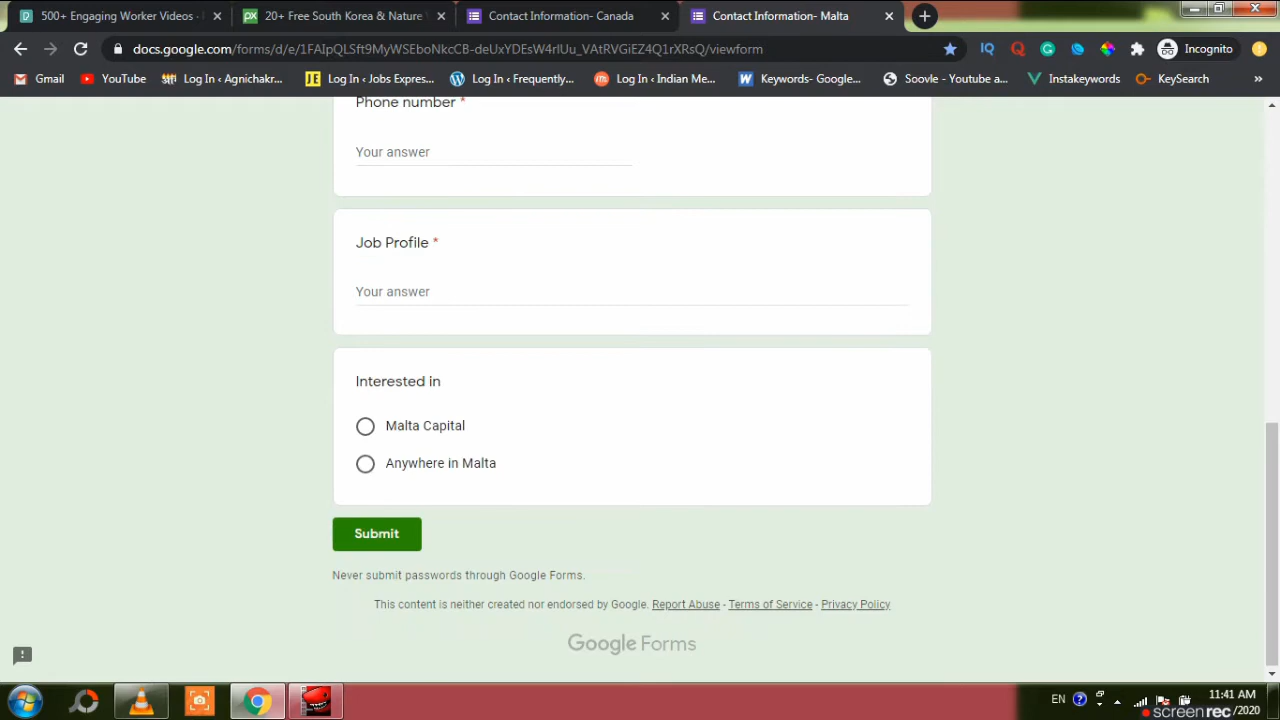 500+ Engaging Worker Videos ·
20+ Free South Korea & Nature
Contact Information- Canada
Contact Information- Malta
docs.google.com/forms/d/e/1FAIpQLSft9MyWSEboNkcCB-deUxYDEsW4rlUu_VAtRVGiEZ4Q1rXRsQ/viewform
Incognito
Gmail
YouTube
Log In ‹ Agnichakr...
Log In ‹ Jobs Expres...
Log In ‹ Frequently...
Log In ‹ Indian Me...
Keywords- Google...
Soovle - Youtube a...
Instakeywords
KeySearch
»
Phone number *
Your answer
Job Profile *
Your answer
Interested in
Malta Capital
Anywhere in Malta
Submit
Never submit passwords through Google Forms.
This content is neither created nor endorsed by Google. Report Abuse - Terms of Service - Privacy Policy
Google Forms
EN
11:41 AM
screenrec
/2020